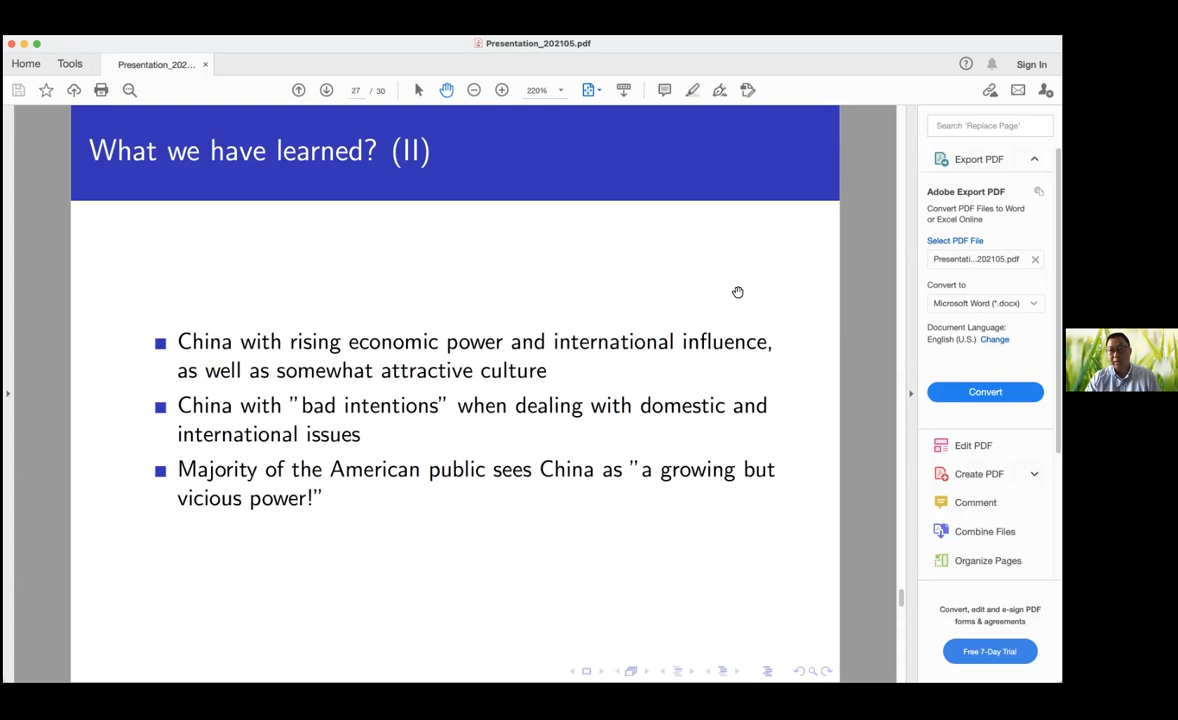 Presentation_202105.pdf
Home
Tools
Presentation_202...
×
Sign In
27 / 30
220%
What we have learned? (II)
China with rising economic power and international influence,
as well as somewhat attractive culture
China with "bad intentions" when dealing with domestic and
international issues
Majority of the American public sees China as "a growing but
vicious power!"
Search 'Replace Page'
Export PDF
Adobe Export PDF
Convert PDF Files to Word
or Excel Online
Select PDF File
Presentati...202105.pdf
Convert to
Microsoft Word (*.docx)
Document Language:
English (U.S.) Change
Convert
Edit PDF
Create PDF
Comment
Combine Files
Organize Pages
Convert, edit and e-sign PDF
forms & agreements
Free 7-Day Trial